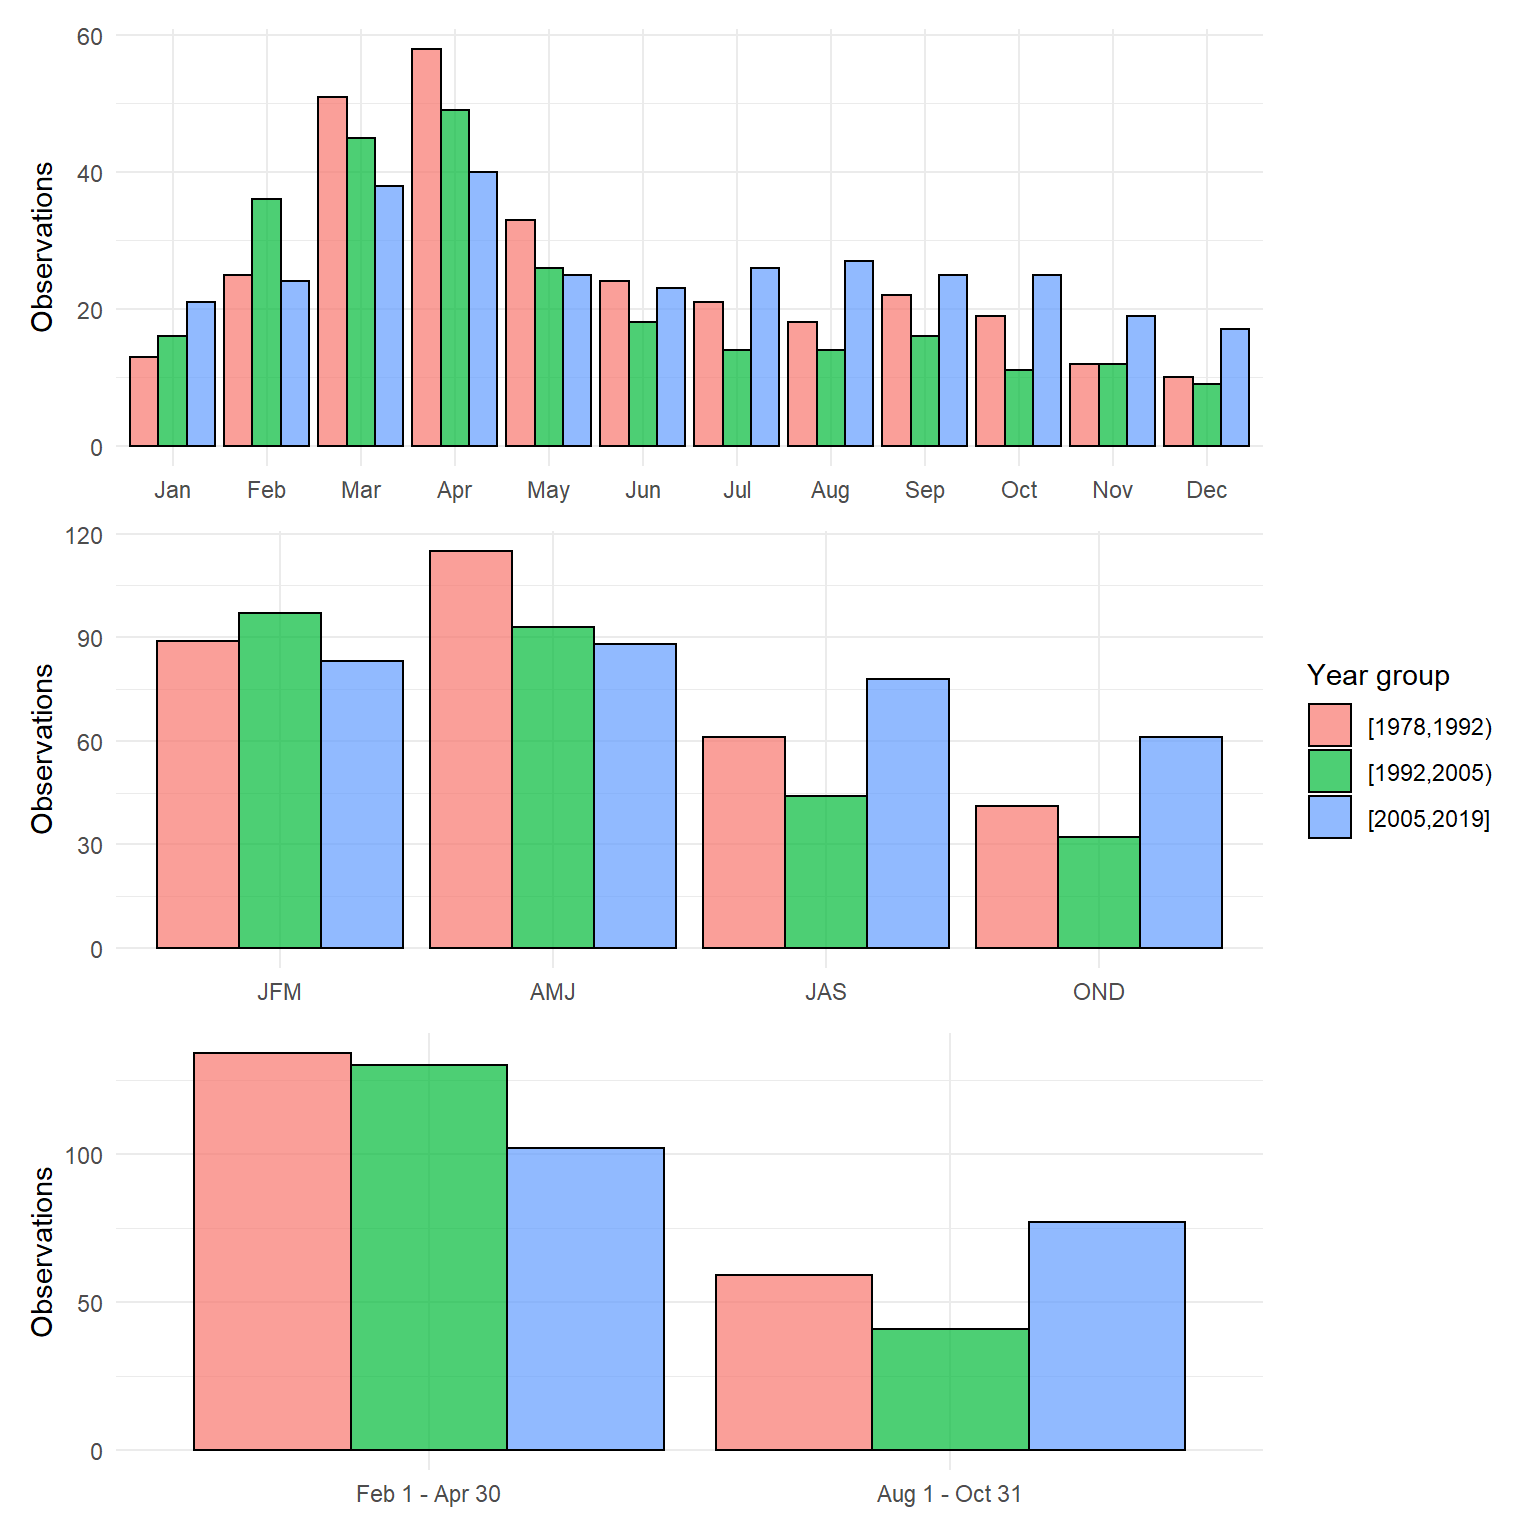 60
40
20
0
Observations
Jan Feb Mar Apr May Jun Jul Aug Sep Oct Nov Dec
120
90
60
30
0
Observations
JFM AMJ JAS OND
Year group
[1978,1992)
[1992,2005)
[2005,2019]
100
50
0
Observations
Feb 1 - Apr 30 Aug 1 - Oct 31